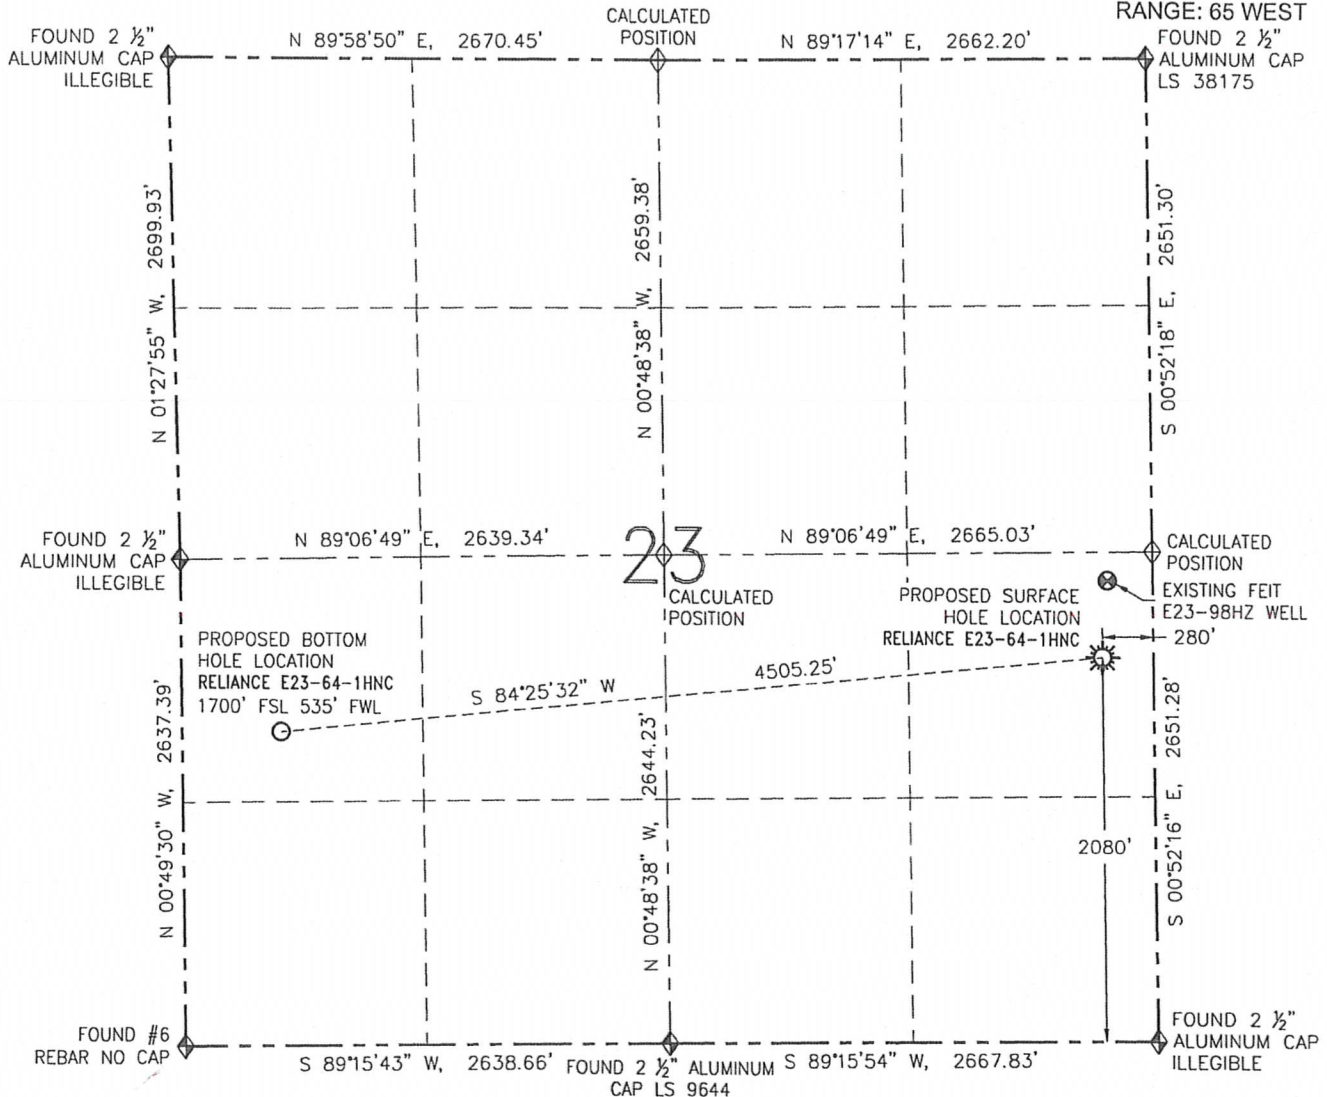 RANGE: 65 WEST
CALCULATED
POSITION
FOUND 2 ½"
ALUMINUM CAP
ILLEGIBLE
N 89°58'50" E, 2670.45'
N 89°17'14" E, 2662.20'
FOUND 2 ½"
ALUMINUM CAP
LS 38175
N 01°27'55" W, 2699.93'
N 00°48'38" W, 2659.38'
S 00°52'18" E, 2651.30'
FOUND 2 ½"
ALUMINUM CAP
ILLEGIBLE
N 89°06'49" E, 2639.34'
23
N 89°06'49" E, 2665.03'
CALCULATED
POSITION
CALCULATED
POSITION
EXISTING FEIT
E23-98HZ WELL
PROPOSED SURFACE
HOLE LOCATION
RELIANCE E23-64-1HNC
280'
PROPOSED BOTTOM
HOLE LOCATION
RELIANCE E23-64-1HNC
1700' FSL 535' FWL
S 84°25'32" W 4505.25'
N 00°49'30" W, 2637.39'
N 00°48'38" W, 2644.23'
2080'
S 00°52'16" E, 2651.28'
FOUND #6
REBAR NO CAP
S 89°15'43" W, 2638.66'
FOUND 2 ½" ALUMINUM
CAP LS 9644
S 89°15'54" W, 2667.83'
FOUND 2 ½"
ALUMINUM CAP
ILLEGIBLE